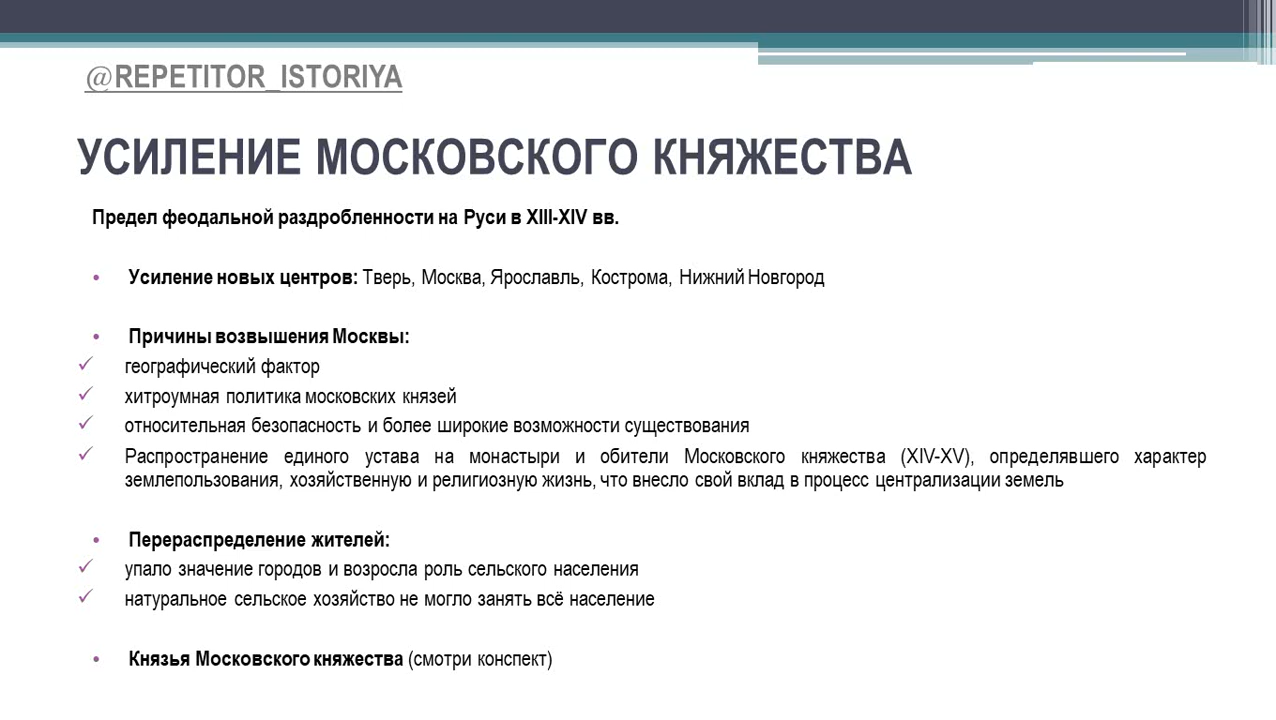 @REPETITOR_ISTORIYA
УСИЛЕНИЕ МОСКОВСКОГО КНЯЖЕСТВА
Предел феодальной раздробленности на Руси в XIII-XIV вв.
• Усиление новых центров: Тверь, Москва, Ярославль, Кострома, Нижний Новгород
• Причины возвышения Москвы:
✓ географический фактор
✓ хитроумная политика московских князей
✓ относительная безопасность и более широкие возможности существования
✓ Распространение единого устава на монастыри и обители Московского княжества (XIV-XV), определявшего характер
землепользования, хозяйственную и религиозную жизнь, что внесло свой вклад в процесс централизации земель
• Перераспределение жителей:
✓ упало значение городов и возросла роль сельского населения
✓ натуральное сельское хозяйство не могло занять всё население
• Князья Московского княжества (смотри конспект)